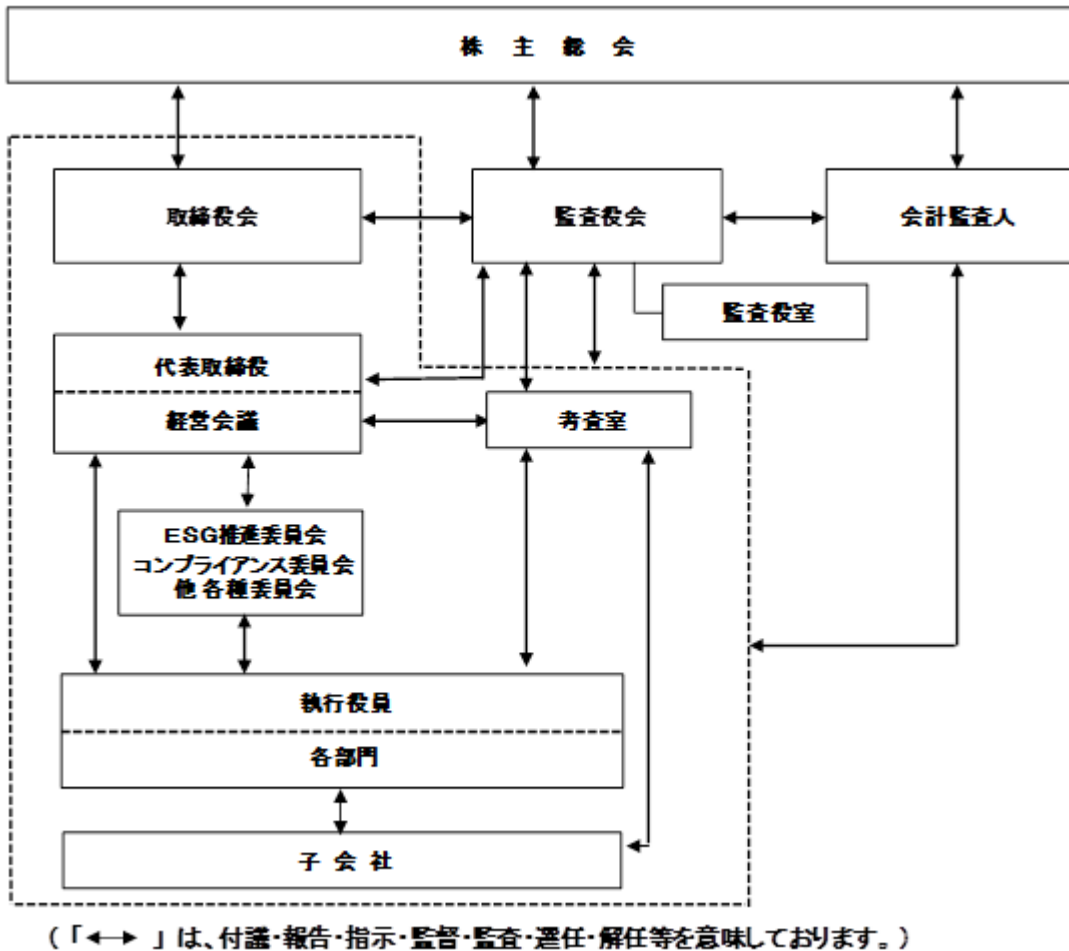 株主総会
取締役会
監査役会
会計監査人
監査役室
代表取締役
経営会議
考査室
ESG推進委員会
コンプライアンス委員会
他各種委員会
執行役員
各部門
子会社
(「←→ 」は、付議・報告・指示・監督・監査・選任・解任等を意味しております。)